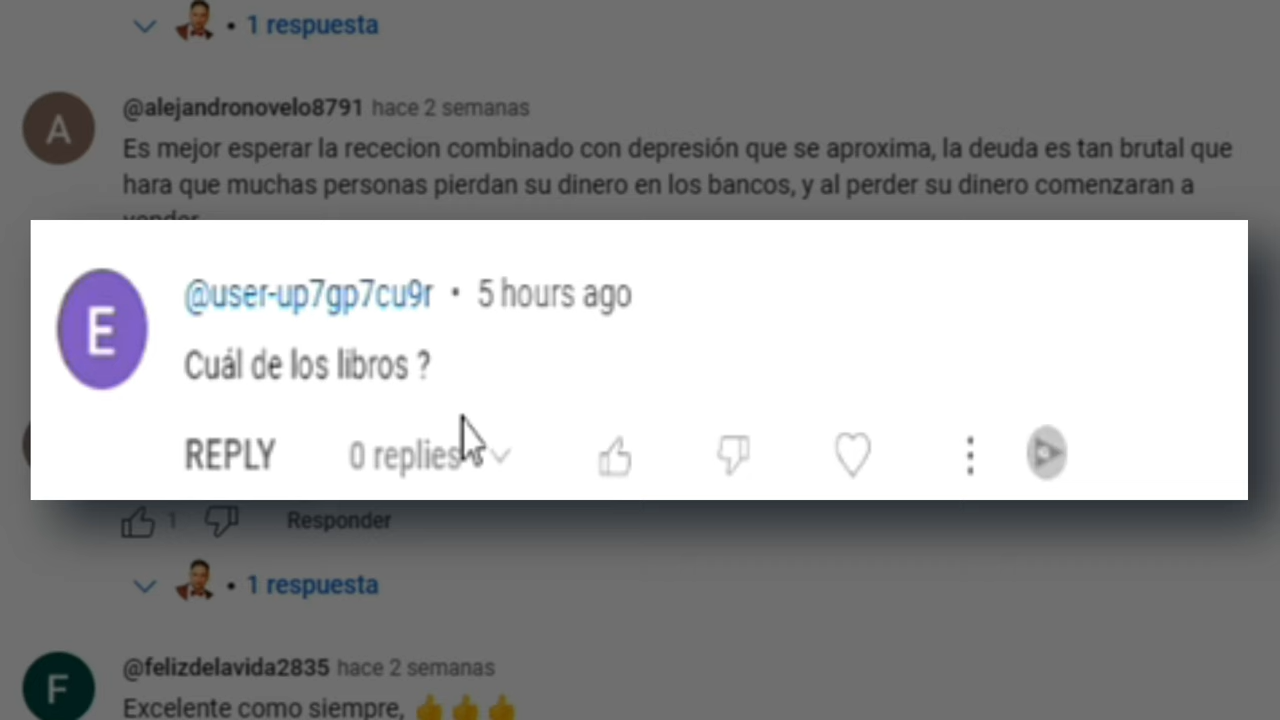 1 respuesta
A
@alejandronovelo8791 hace 2 semanas
Es mejor esperar la rececion combinado con depresión que se aproxima, la deuda es tan brutal que
hara que muchas personas pierdan su dinero en los bancos, y al perder su dinero comenzaran a
E
@user-up7gp7cu9r • 5 hours ago
Cuál de los libros ?
REPLY 0 replies
1 Responder
1 respuesta
F
@felizdelavida2835 hace 2 semanas
Excelente como siempre, 👍👍👍